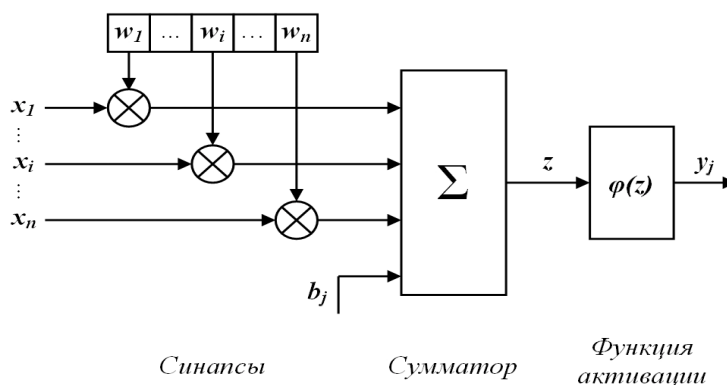 w1 ... wi ... wn
x1
⋮
xi
⋮
xn
Σ
z
φ(z)
yj
bj
Синапсы
Сумматор
Функция
активации